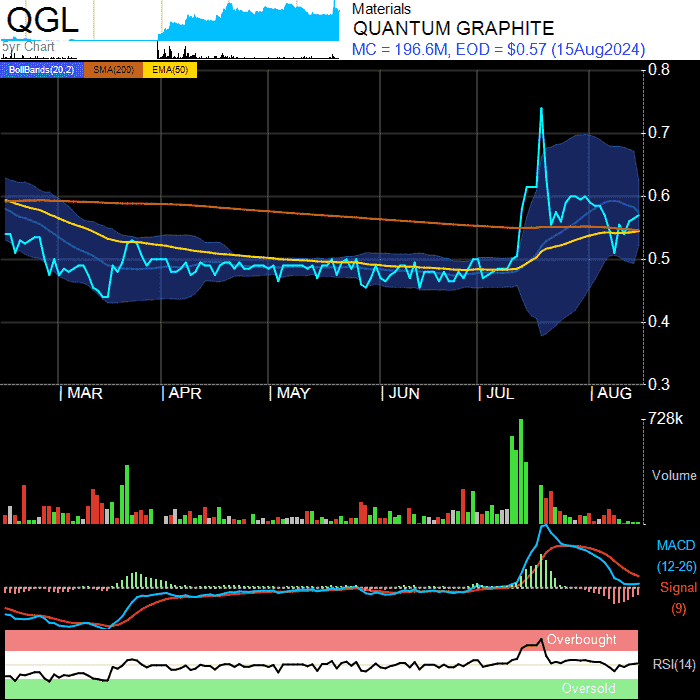 QGL
5yr Chart
Materials
QUANTUM GRAPHITE
MC = 196.6M, EOD = $0.57 (15Aug2024)
BollBands(20,2) SMA(200) EMA(50)
0.8
0.7
0.6
0.5
0.4
0.3
MAR APR MAY JUN JUL AUG
728k
Volume
MACD
(12-26)
Signal
(9)
Overbought
RSI(14)
Oversold